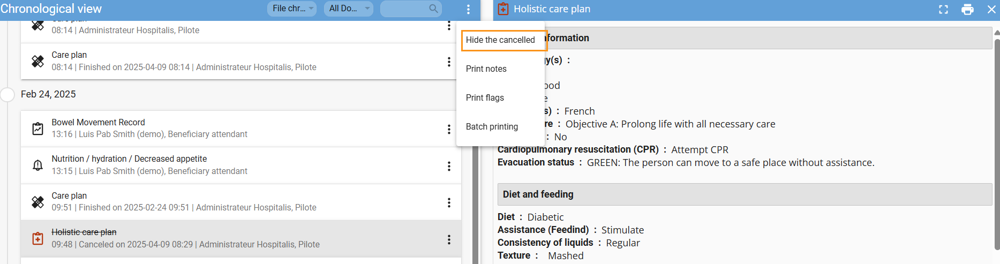 Chronological view
File chr...
All Do...
08:14 | Administrateur Hospitalis, Pilote
Care plan
08:14 | Finished on 2025-04-09 08:14 | Administrateur Hospitalis, Pilote
Feb 24, 2025
Bowel Movement Record
13:16 | Luis Pab Smith (demo), Beneficiary attendant
Nutrition / hydration / Decreased appetite
13:15 | Luis Pab Smith (demo), Beneficiary attendant
Care plan
09:51 | Finished on 2025-02-24 09:51 | Administrateur Hospitalis, Pilote
Holistic care plan
09:48 | Canceled on 2025-04-09 08:29 | Administrateur Hospitalis, Pilote
Hide the cancelled
Print notes
Print flags
Batch printing
Holistic care plan
nformation
gy(s) :
ood
e
s) : French
re : Objective A: Prolong life with all necessary care
: No
Cardiopulmonary resuscitation (CPR) : Attempt CPR
Evacuation status : GREEN: The person can move to a safe place without assistance.
Diet and feeding
Diet : Diabetic
Assistance (Feedind) : Stimulate
Consistency of liquids : Regular
Texture : Mashed